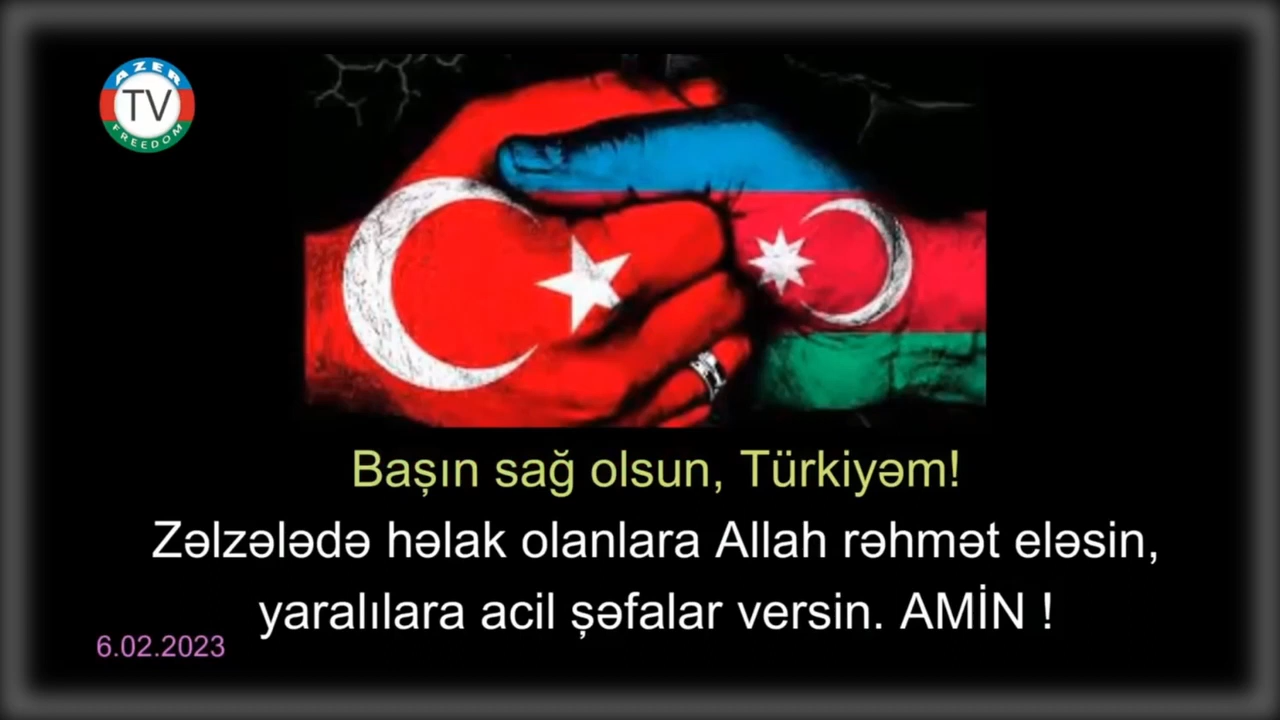 AZER
TV
FREEDOM
Başın sağ olsun, Türkiyəm!
Zəlzələdə həlak olanlara Allah rəhmət eləsin,
yaralılara acil şəfalar versin. AMİN !
6.02.2023